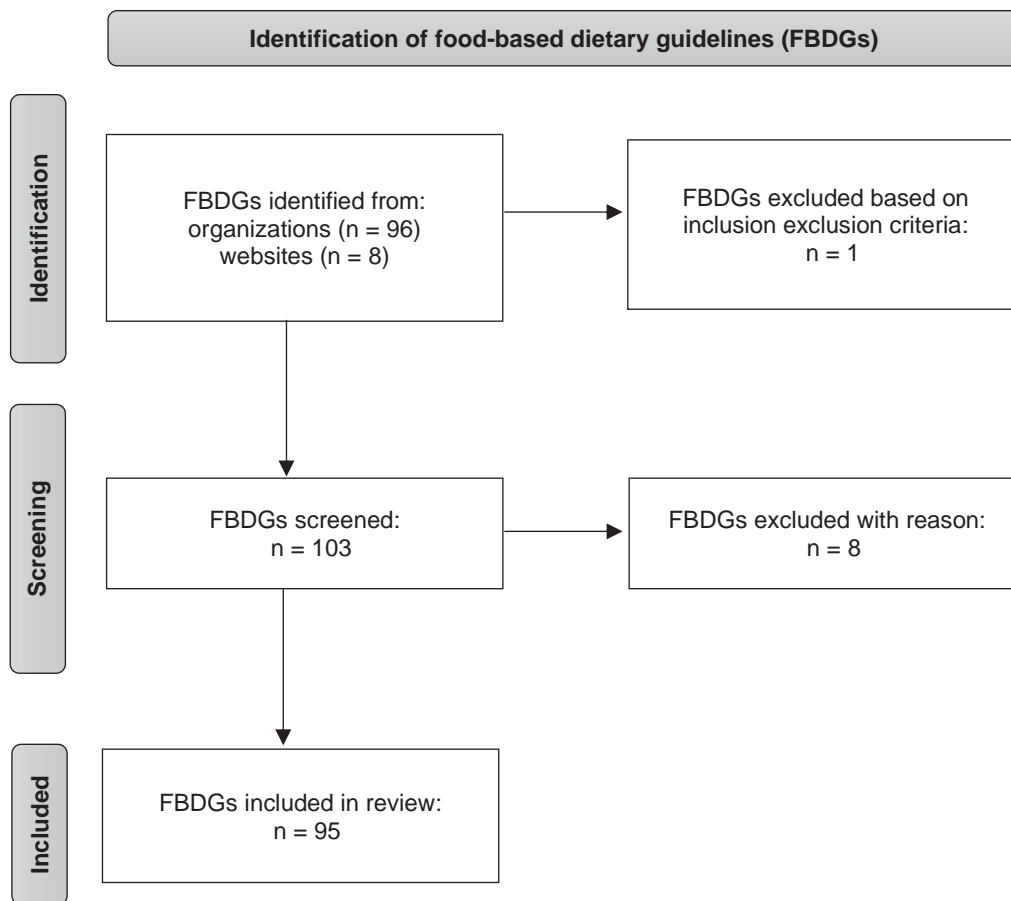 Identification of food-based dietary guidelines (FBDGs)
Identification
FBDGs identified from:
organizations (n = 96)
websites (n = 8)
FBDGs excluded based on
inclusion exclusion criteria:
n = 1
Screening
FBDGs screened:
n = 103
FBDGs excluded with reason:
n = 8
Included
FBDGs included in review:
n = 95